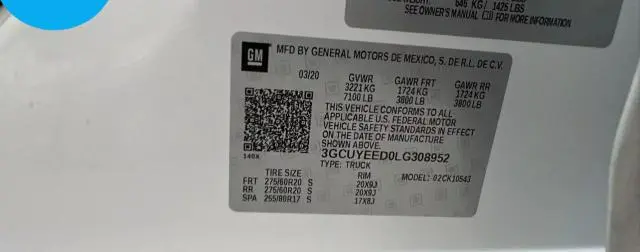 645 KG / 1425 LBS
SEE OWNER'S MANUAL FOR MORE INFORMATION
GM MFD BY GENERAL MOTORS DE MEXICO, S. DE R.L. DE C.V.
03/20 GVWR GAWR FRT GAWR RR
3221 KG 1724 KG 1724 KG
7100 LB 3800 LB 3800 LB
THIS VEHICLE CONFORMS TO ALL
APPLICABLE U.S. FEDERAL MOTOR
VEHICLE SAFETY STANDARDS IN EFFECT
ON THE DATE OF MANUFACTURE
SHOWN ABOVE.
3GCUYEED0LG308952
140X TYPE: TRUCK
TIRE SIZE RIM MODEL: 02CK10543
FRT 275/60R20 S 20X9J
RR 275/60R20 S 20X9J
SPA 255/80R17 S 17X8J